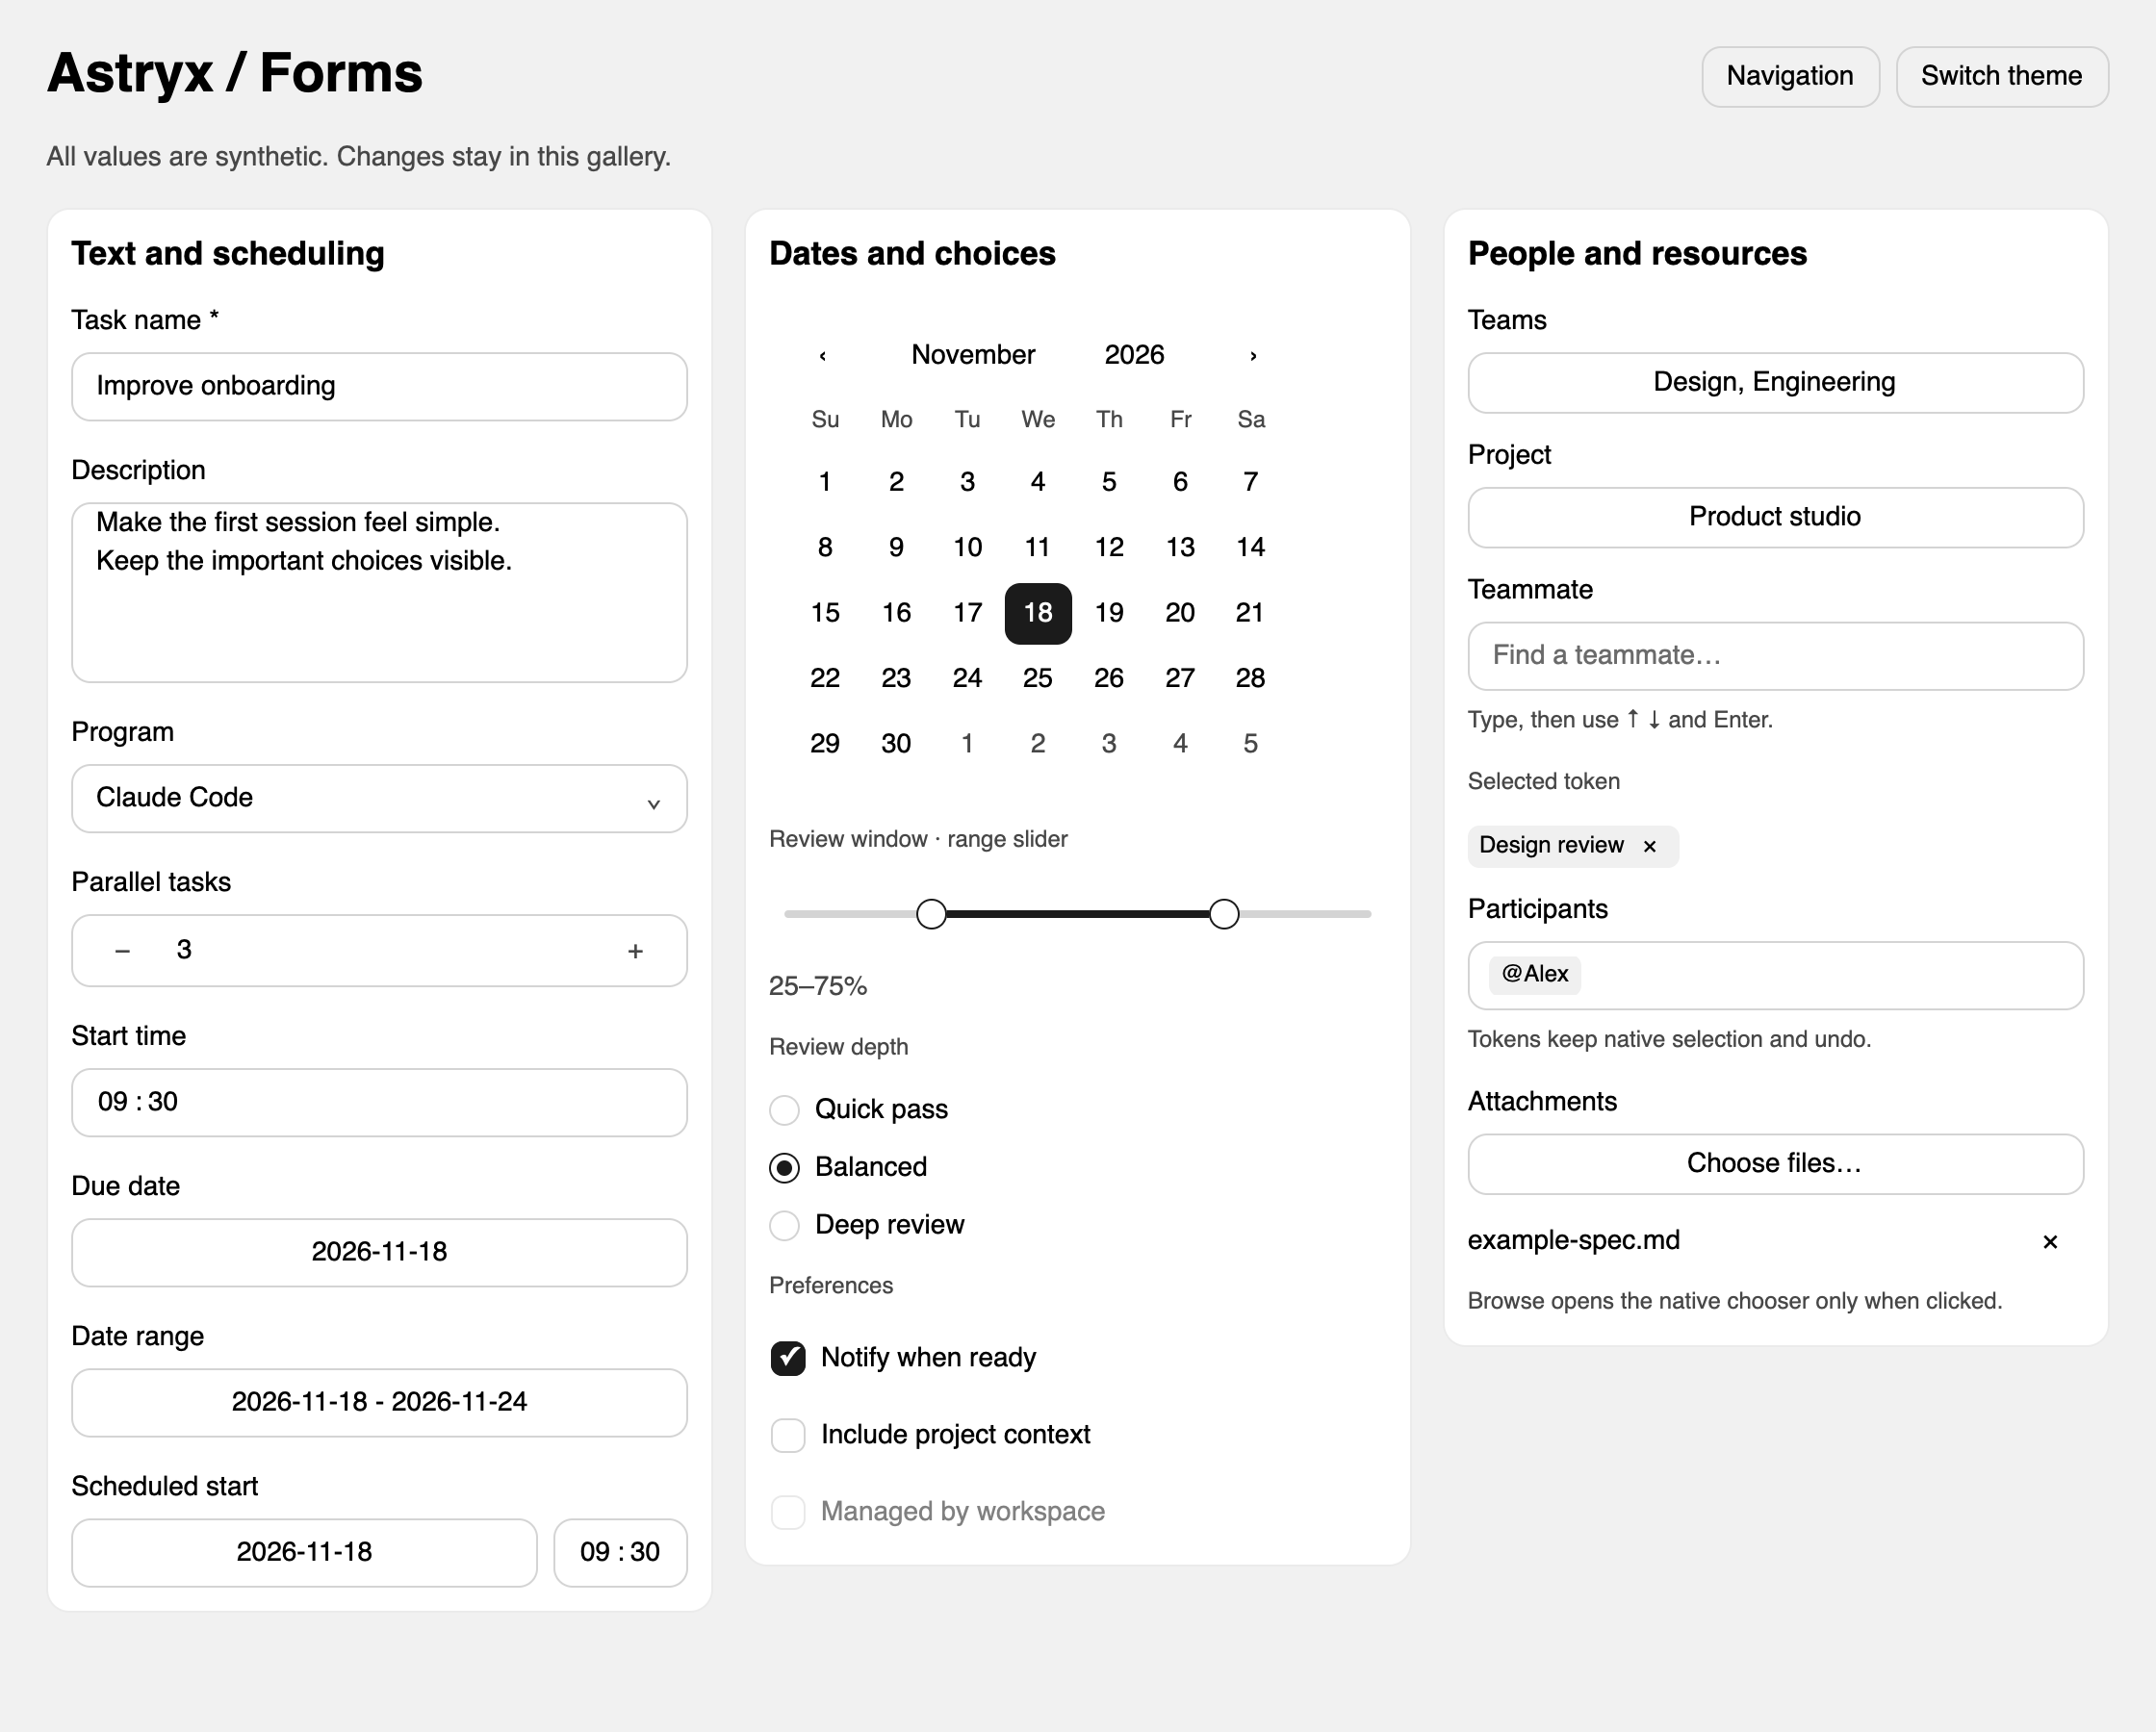 Astryx / Forms
Navigation
Switch theme
All values are synthetic. Changes stay in this gallery.
Text and scheduling
Task name *
Improve onboarding
Description
Make the first session feel simple.
Keep the important choices visible.
Program
Claude Code
Parallel tasks
− 3 +
Start time
09 : 30
Due date
2026-11-18
Date range
2026-11-18 - 2026-11-24
Scheduled start
2026-11-18
09 : 30
Dates and choices
‹ November 2026 ›
Su Mo Tu We Th Fr Sa
1 2 3 4 5 6 7
8 9 10 11 12 13 14
15 16 17 18 19 20 21
22 23 24 25 26 27 28
29 30 1 2 3 4 5
Review window · range slider
25–75%
Review depth
Quick pass
Balanced
Deep review
Preferences
Notify when ready
Include project context
Managed by workspace
People and resources
Teams
Design, Engineering
Project
Product studio
Teammate
Find a teammate…
Type, then use ↑ ↓ and Enter.
Selected token
Design review ×
Participants
@Alex
Tokens keep native selection and undo.
Attachments
Choose files…
example-spec.md ×
Browse opens the native chooser only when clicked.